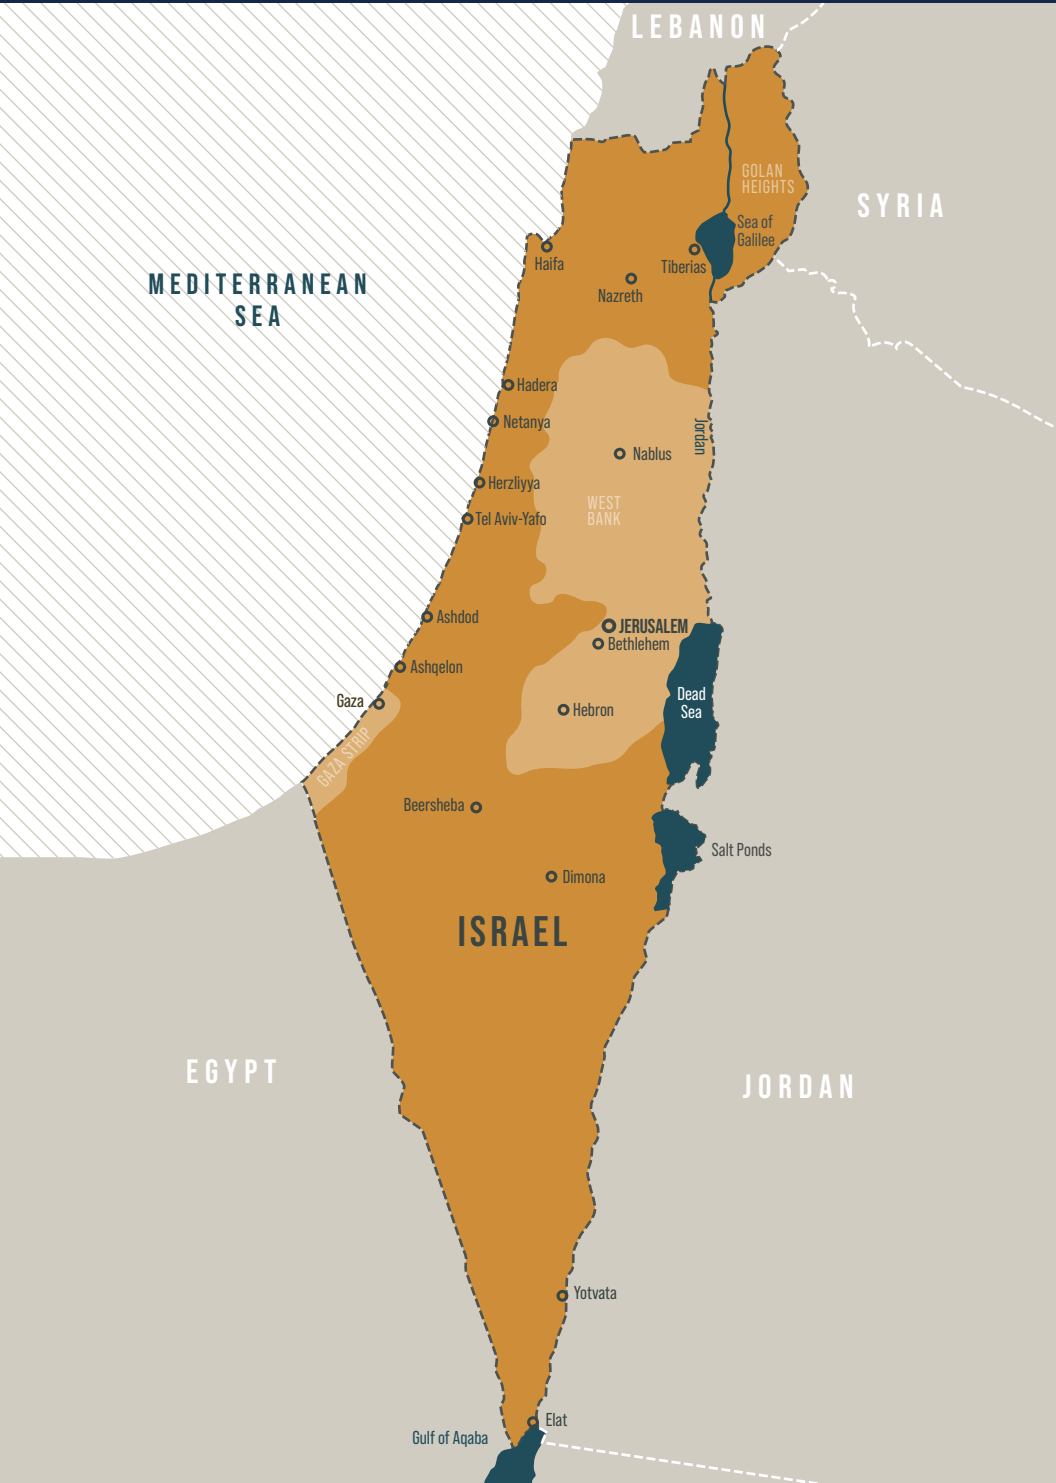 LEBANON
GOLAN
HEIGHTS
SYRIA
Sea of
Galilee
Haifa
Tiberias
MEDITERRANEAN
SEA
Nazreth
Hadera
Netanya
Jordan
Nablus
Herzliyya
WEST
BANK
Tel Aviv-Yafo
Ashdod
JERUSALEM
Bethlehem
Ashqelon
Gaza
Dead
Sea
Hebron
GAZA STRIP
Beersheba
Salt Ponds
Dimona
ISRAEL
EGYPT
JORDAN
Yotvata
Elat
Gulf of Aqaba